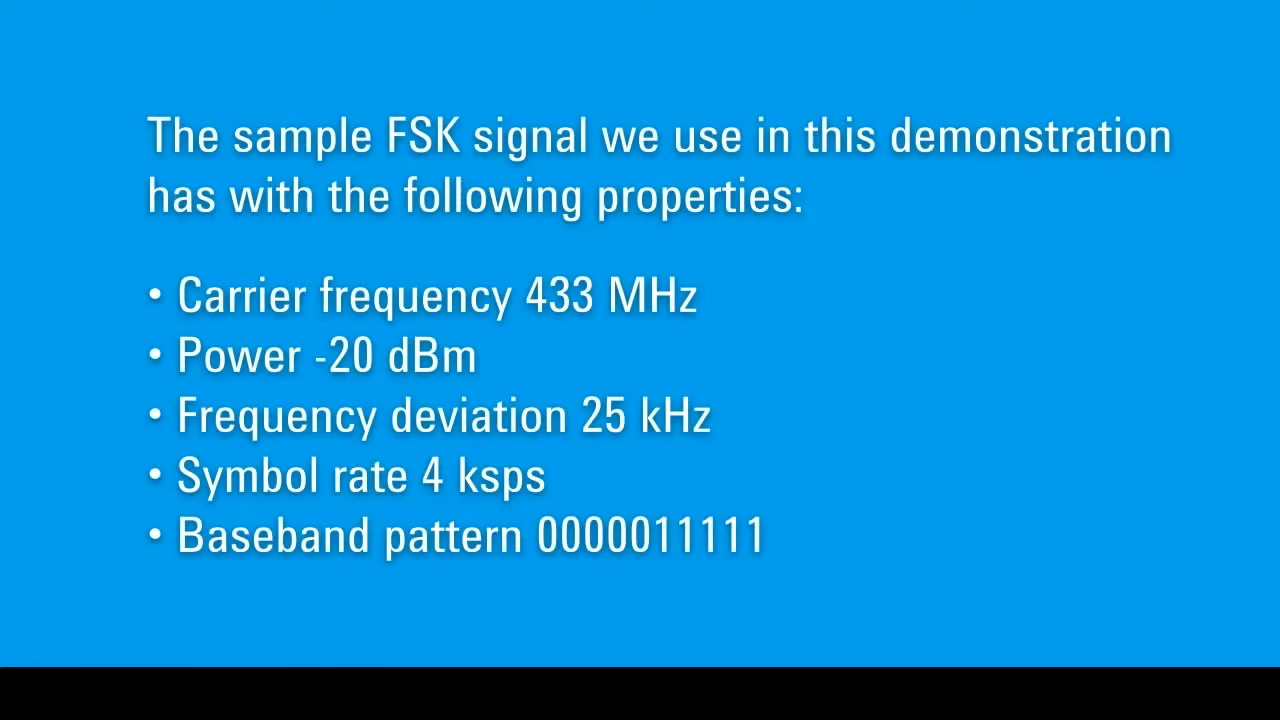 The sample FSK signal we use in this demonstration
has with the following properties:
• Carrier frequency 433 MHz
• Power -20 dBm
• Frequency deviation 25 kHz
• Symbol rate 4 ksps
• Baseband pattern 0000011111